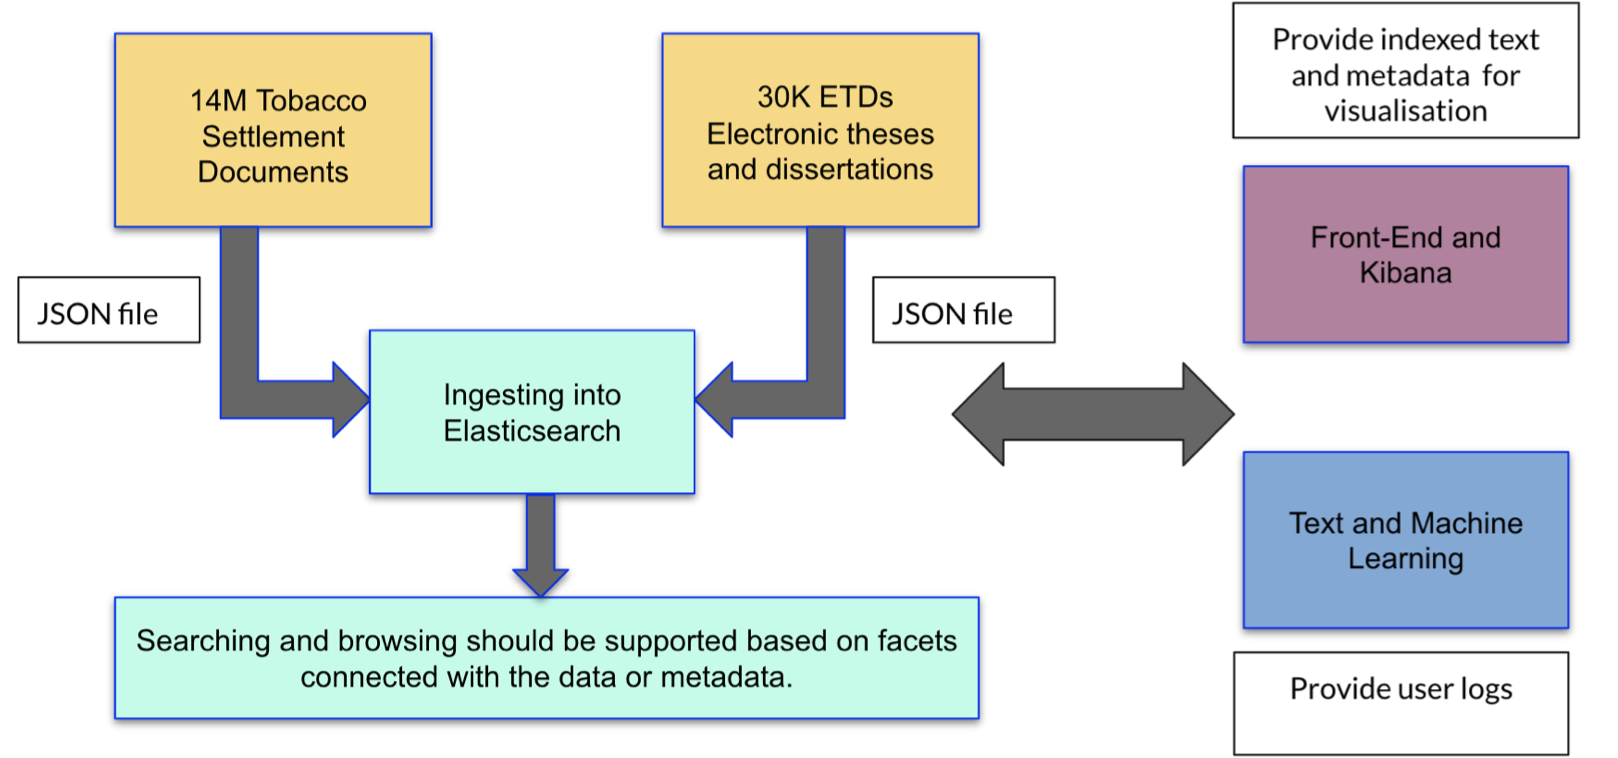 14M Tobacco
Settlement
Documents
30K ETDs
Electronic theses
and dissertations
Provide indexed text
and metadata for
visualisation
Front-End and
Kibana
JSON file
JSON file
Ingesting into
Elasticsearch
Text and Machine
Learning
Searching and browsing should be supported based on facets
connected with the data or metadata.
Provide user logs